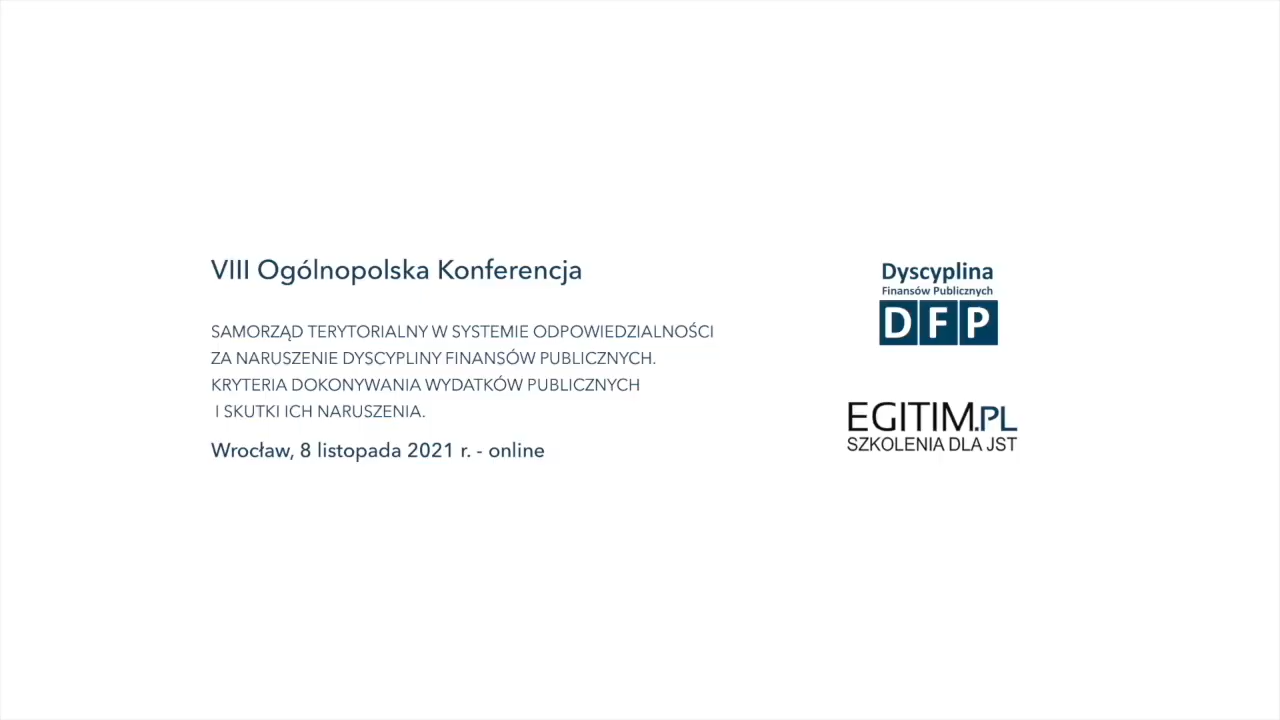 VIII Ogólnopolska Konferencja
SAMORZĄD TERYTORIALNY W SYSTEMIE ODPOWIEDZIALNOŚCI
ZA NARUSZENIE DYSCYPLINY FINANSÓW PUBLICZNYCH.
KRYTERIA DOKONYWANIA WYDATKÓW PUBLICZNYCH
I SKUTKI ICH NARUSZENIA.
Wrocław, 8 listopada 2021 r. - online
Dyscyplina
Finansów Publicznych
DFP
EGITIM.PL
SZKOLENIA DLA JST